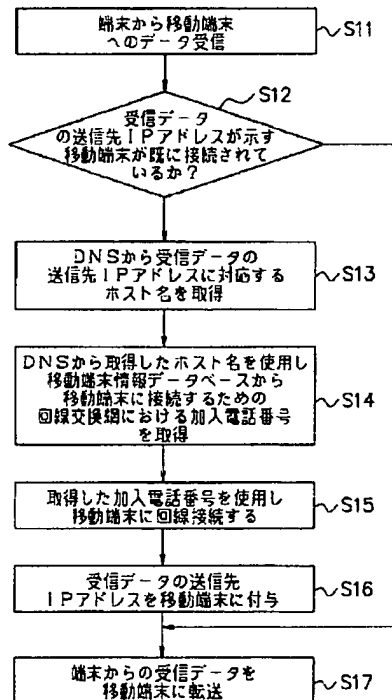 端末から移動端末
へのデータ受信
S11
S12
受信データ
の送信先IPアドレスが示す
移動端末が既に接続されて
いるか?
DNSから受信データの
送信先IPアドレスに対応する
ホスト名を取得
S13
DNSから取得したホスト名を使用し
移動端末情報データベースから
移動端末に接続するための
回線交換網における加入電話番号
を取得
S14
取得した加入電話番号を使用し
移動端末に回線接続する
S15
受信データの送信先
IPアドレスを移動端末に付与
S16
端末からの受信データを
移動端末に転送
S17